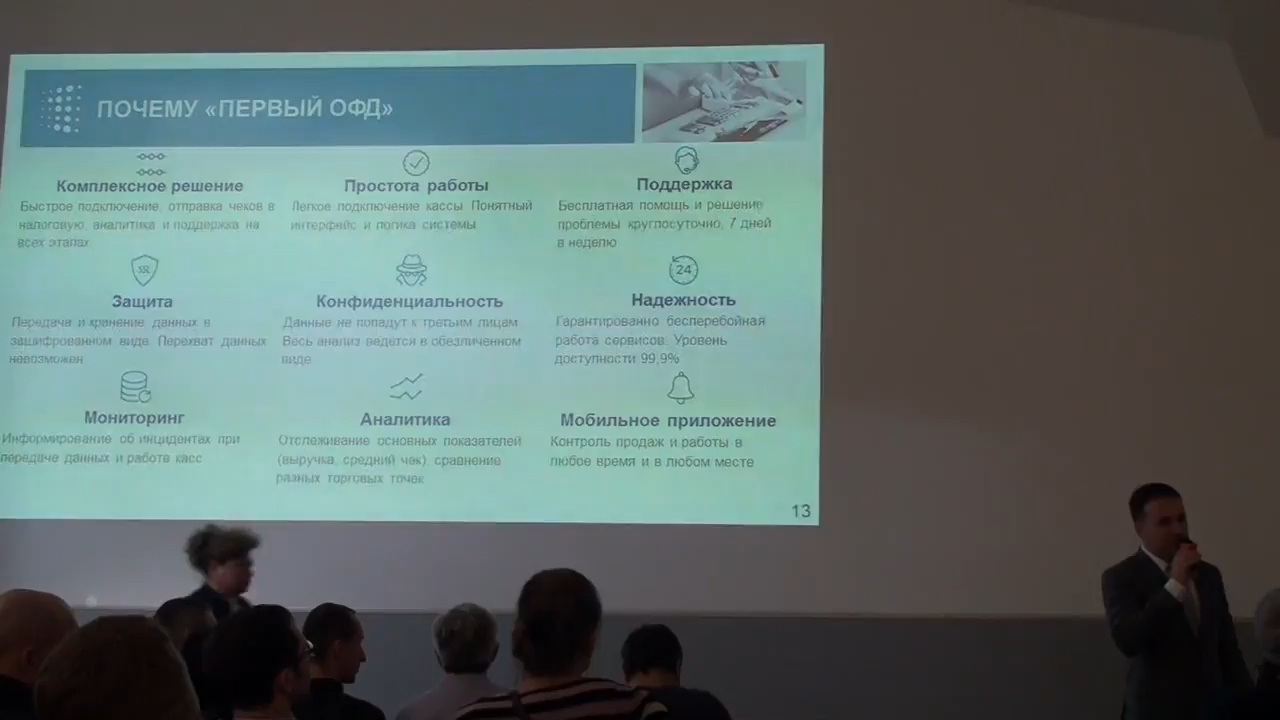 ПОЧЕМУ «ПЕРВЫЙ ОФД»
Комплексное решение
Быстрое подключение, отправка чеков в
налоговую, аналитика и поддержка на
всех этапах
Простота работы
Легкое подключение кассы Понятный
интерфейс и логика системы
Поддержка
Бесплатная помощь и решение
проблемы круглосуточно, 7 дней
в неделю
Защита
Передача и хранение данных в
зашифрованном виде. Перехват данных
невозможен
Конфиденциальность
Данные не попадут к третьим лицам
Весь анализ ведется в обезличенном
виде
24
Надежность
Гарантированно бесперебойная
работа сервисов. Уровень
доступности 99,9%
Мониторинг
Информирование об инцидентах при
передаче данных и работе касс
Аналитика
Отслеживание основных показателей
(выручка, средний чек), сравнение
разных торговых точек
Мобильное приложение
Контроль продаж и работы в
любое время и в любом месте
13